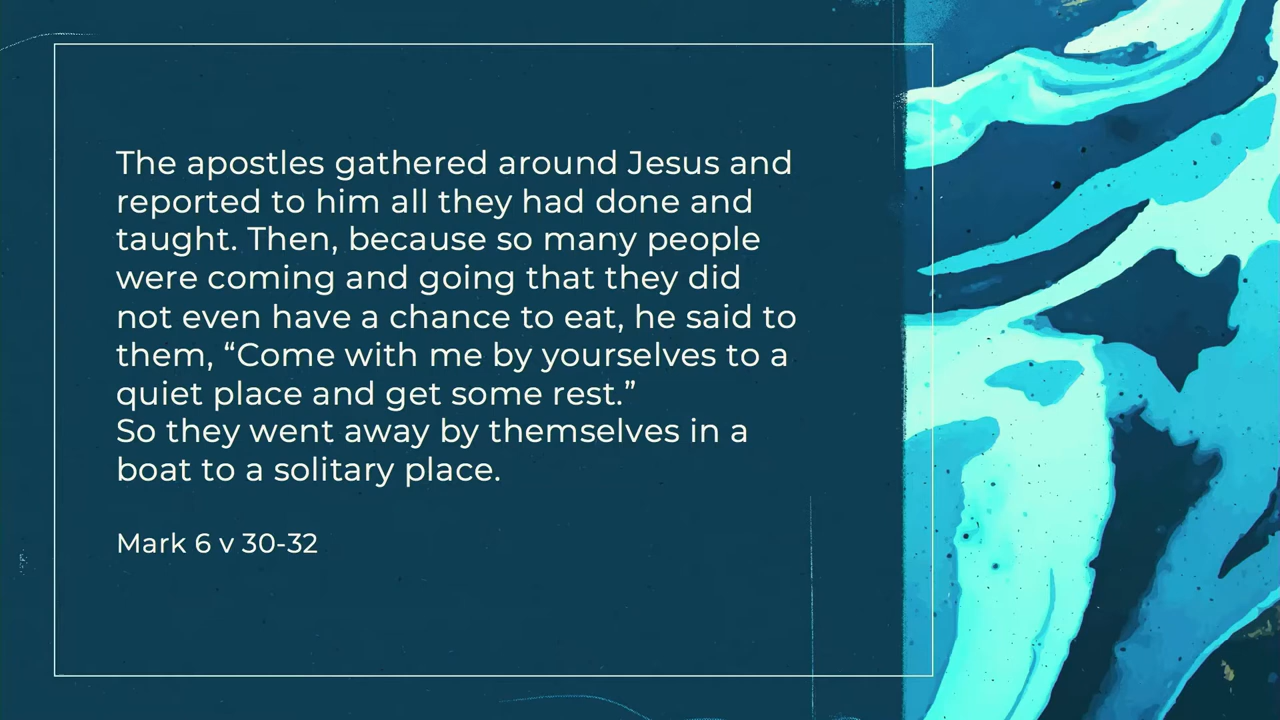 The apostles gathered around Jesus and
reported to him all they had done and
taught. Then, because so many people
were coming and going that they did
not even have a chance to eat, he said to
them, “Come with me by yourselves to a
quiet place and get some rest.”
So they went away by themselves in a
boat to a solitary place.
Mark 6 v 30-32